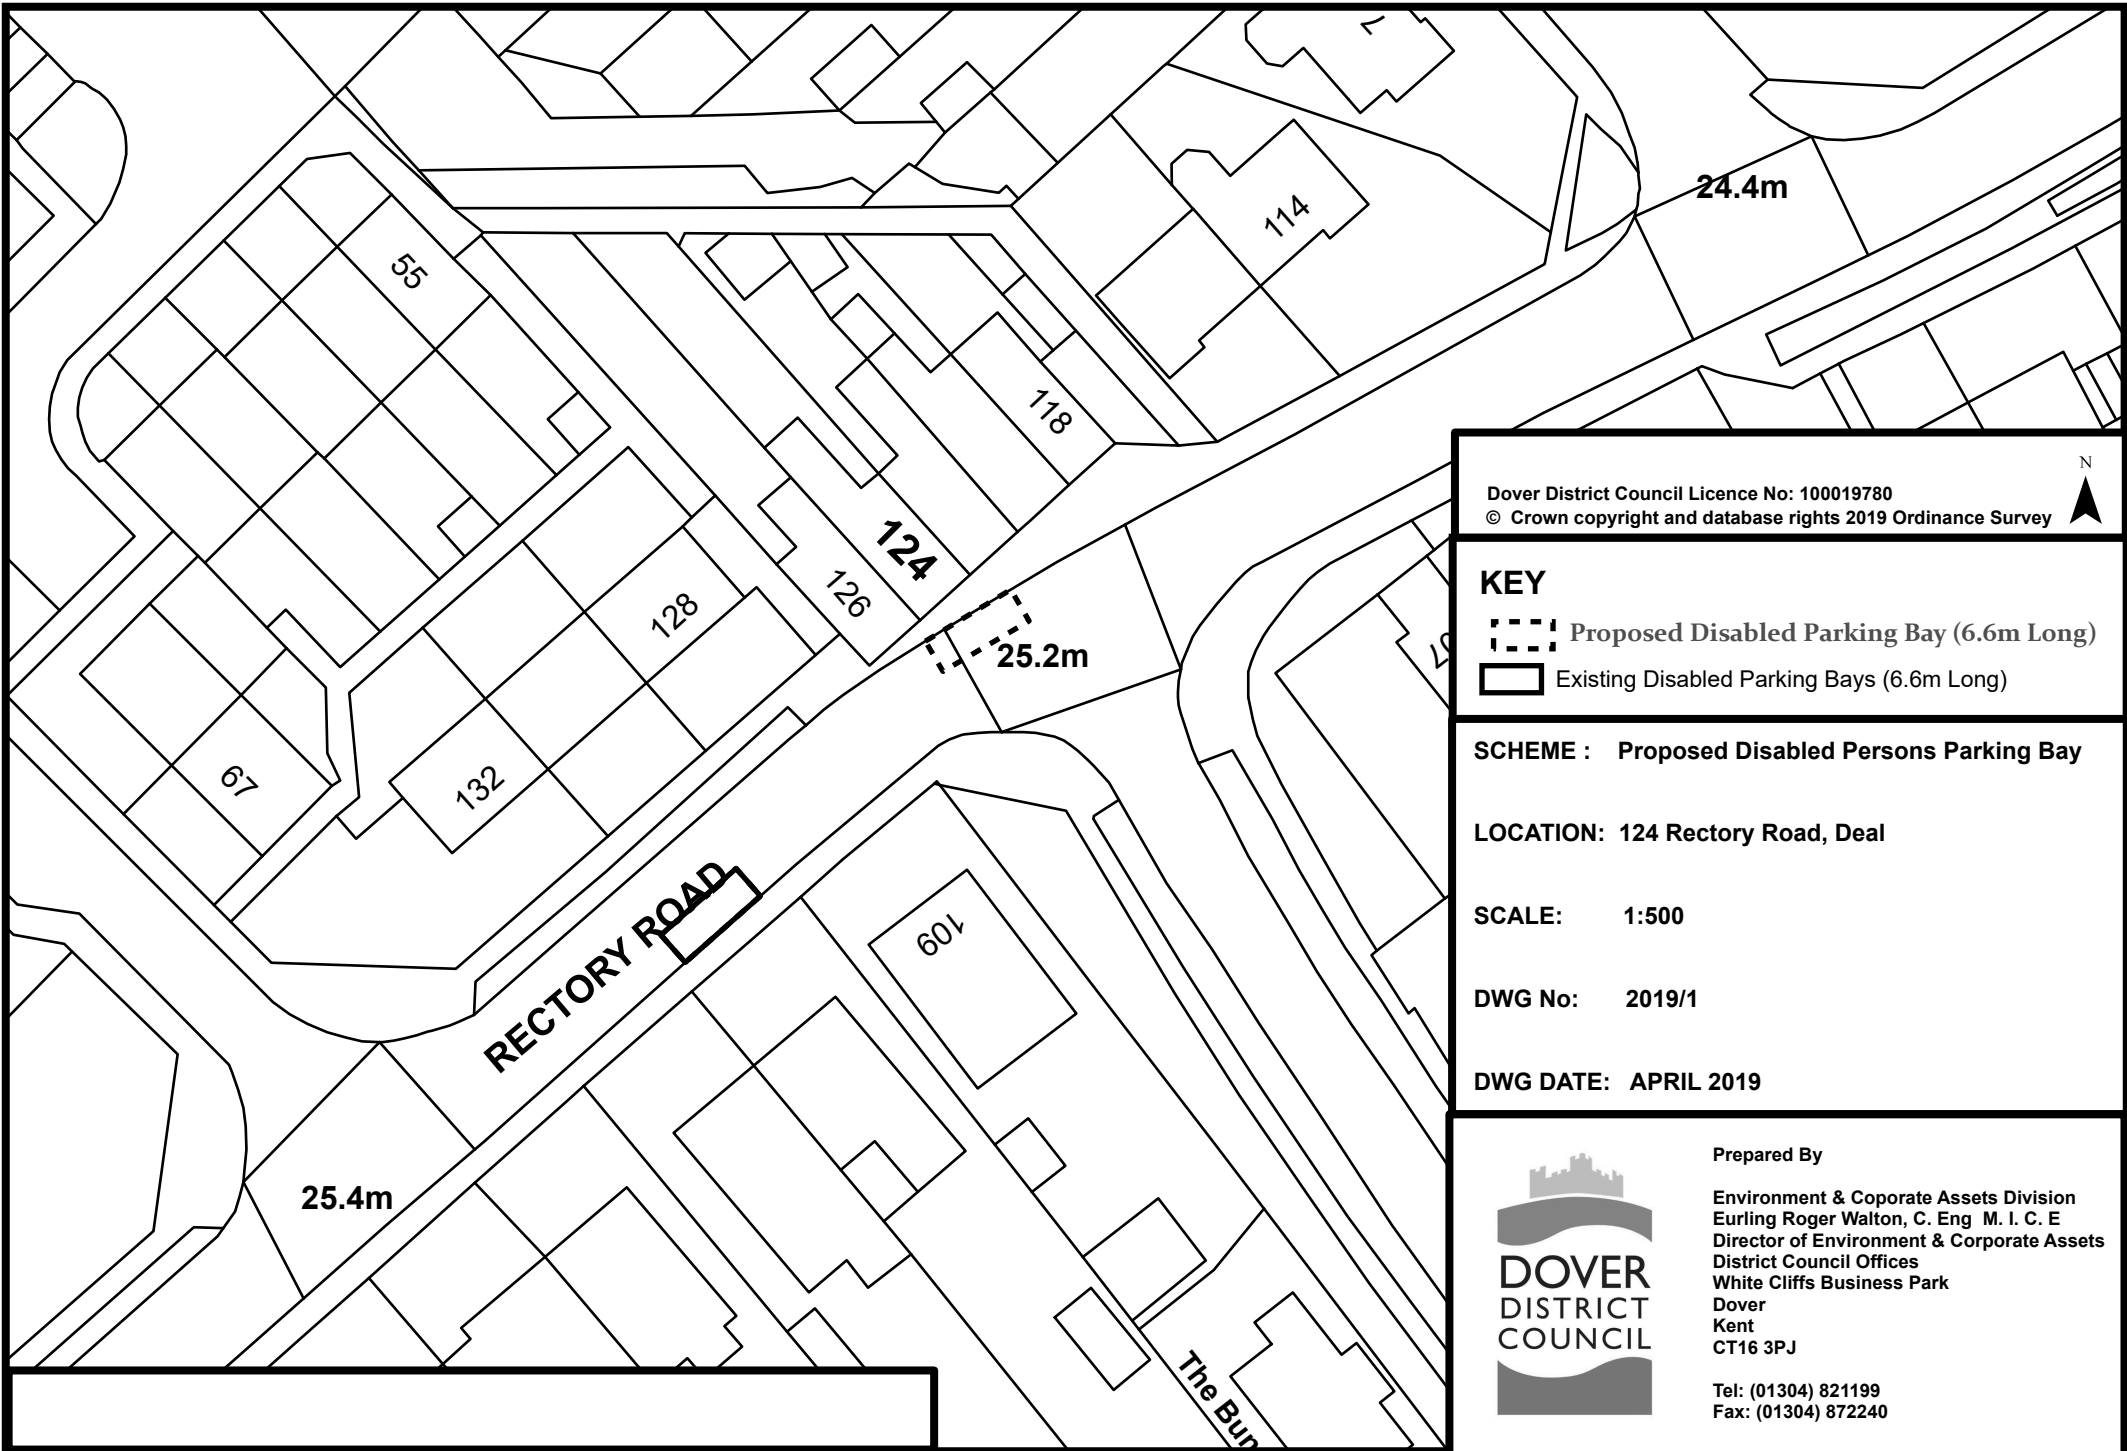 7
24.4m
114
55
118
124
126
128
25.2m
67
132
RECTORY ROAD
109
25.4m
The Bun
07
N
Dover District Council Licence No: 100019780
© Crown copyright and database rights 2019 Ordinance Survey
KEY
Proposed Disabled Parking Bay (6.6m Long)
Existing Disabled Parking Bays (6.6m Long)
SCHEME : Proposed Disabled Persons Parking Bay
LOCATION: 124 Rectory Road, Deal
SCALE: 1:500
DWG No: 2019/1
DWG DATE: APRIL 2019
DOVER
DISTRICT
COUNCIL
Prepared By
Environment & Coporate Assets Division
Eurling Roger Walton, C. Eng M. I. C. E
Director of Environment & Corporate Assets
District Council Offices
White Cliffs Business Park
Dover
Kent
CT16 3PJ
Tel: (01304) 821199
Fax: (01304) 872240